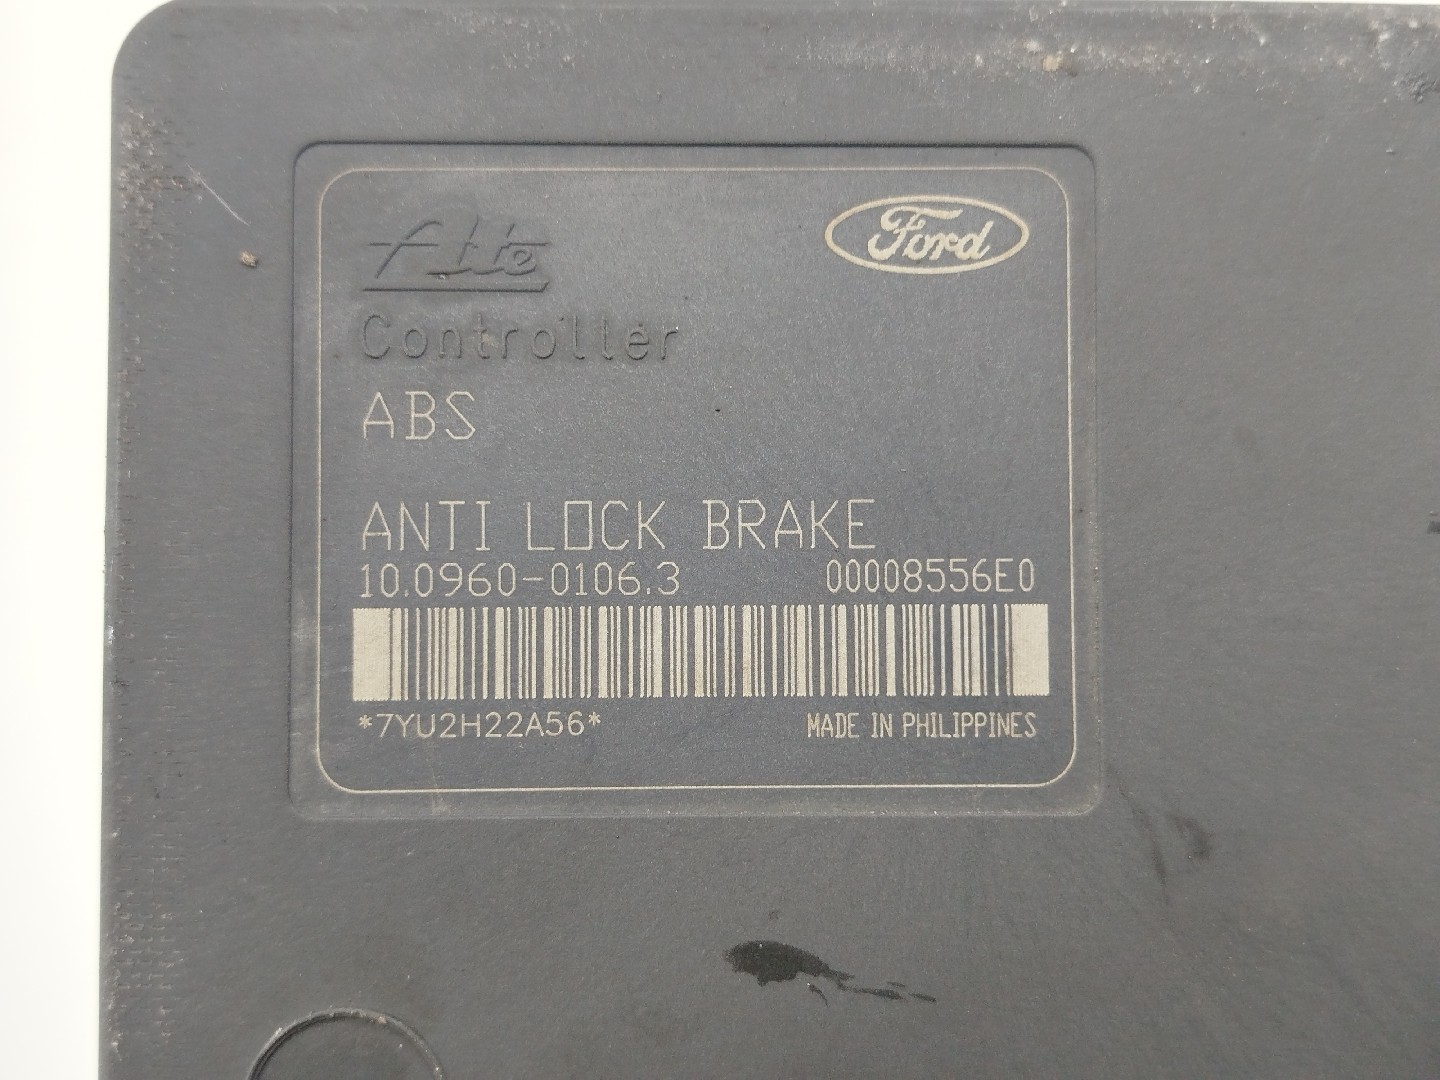 Ate
Ford
Controller
ABS
ANTI LOCK BRAKE
10.0960-0106.3 00008556E0
*7YU2H22A56*
MADE IN PHILIPPINES